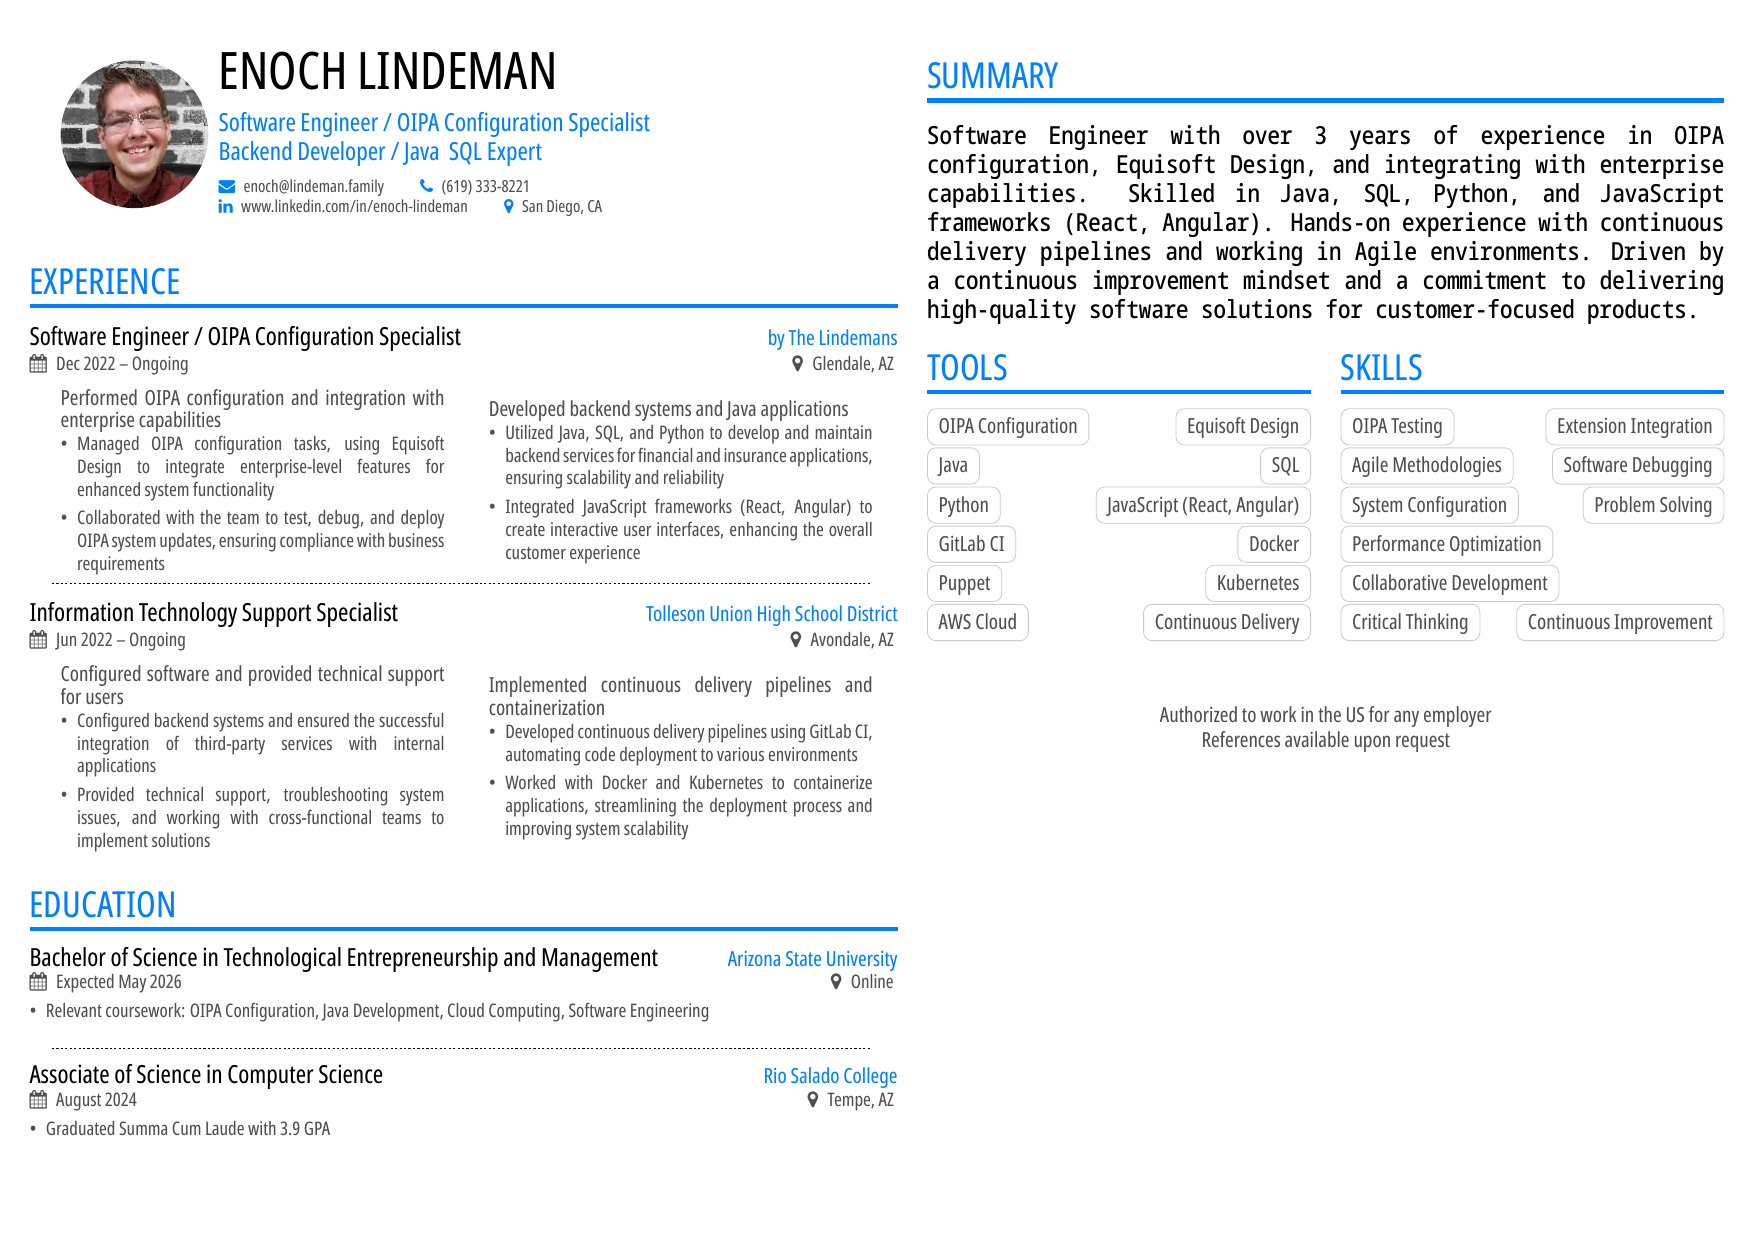 ENOCH LINDEMAN
Software Engineer / OIPA Configuration Specialist
Backend Developer / Java SQL Expert
enoch@lindeman.family (619) 333-8221
www.linkedin.com/in/enoch-lindeman San Diego, CA
EXPERIENCE
Software Engineer / OIPA Configuration Specialist by The Lindemans
Dec 2022 – Ongoing Glendale, AZ
Performed OIPA configuration and integration with
enterprise capabilities
• Managed OIPA configuration tasks, using Equisoft
Design to integrate enterprise-level features for
enhanced system functionality
• Collaborated with the team to test, debug, and deploy
OIPA system updates, ensuring compliance with business
requirements
Developed backend systems and Java applications
• Utilized Java, SQL, and Python to develop and maintain
backend services for financial and insurance applications,
ensuring scalability and reliability
• Integrated JavaScript frameworks (React, Angular) to
create interactive user interfaces, enhancing the overall
customer experience
Information Technology Support Specialist Tolleson Union High School District
Jun 2022 – Ongoing Avondale, AZ
Configured software and provided technical support
for users
• Configured backend systems and ensured the successful
integration of third-party services with internal
applications
• Provided technical support, troubleshooting system
issues, and working with cross-functional teams to
implement solutions
Implemented continuous delivery pipelines and
containerization
• Developed continuous delivery pipelines using GitLab CI,
automating code deployment to various environments
• Worked with Docker and Kubernetes to containerize
applications, streamlining the deployment process and
improving system scalability
EDUCATION
Bachelor of Science in Technological Entrepreneurship and Management Arizona State University
Expected May 2026 Online
• Relevant coursework: OIPA Configuration, Java Development, Cloud Computing, Software Engineering
Associate of Science in Computer Science Rio Salado College
August 2024 Tempe, AZ
• Graduated Summa Cum Laude with 3.9 GPA
SUMMARY
Software Engineer with over 3 years of experience in OIPA
configuration, Equisoft Design, and integrating with enterprise
capabilities. Skilled in Java, SQL, Python, and JavaScript
frameworks (React, Angular). Hands-on experience with continuous
delivery pipelines and working in Agile environments. Driven by
a continuous improvement mindset and a commitment to delivering
high-quality software solutions for customer-focused products.
TOOLS
OIPA Configuration Equisoft Design
Java SQL
Python JavaScript (React, Angular)
GitLab CI Docker
Puppet Kubernetes
AWS Cloud Continuous Delivery
SKILLS
OIPA Testing Extension Integration
Agile Methodologies Software Debugging
System Configuration Problem Solving
Performance Optimization
Collaborative Development
Critical Thinking Continuous Improvement
Authorized to work in the US for any employer
References available upon request